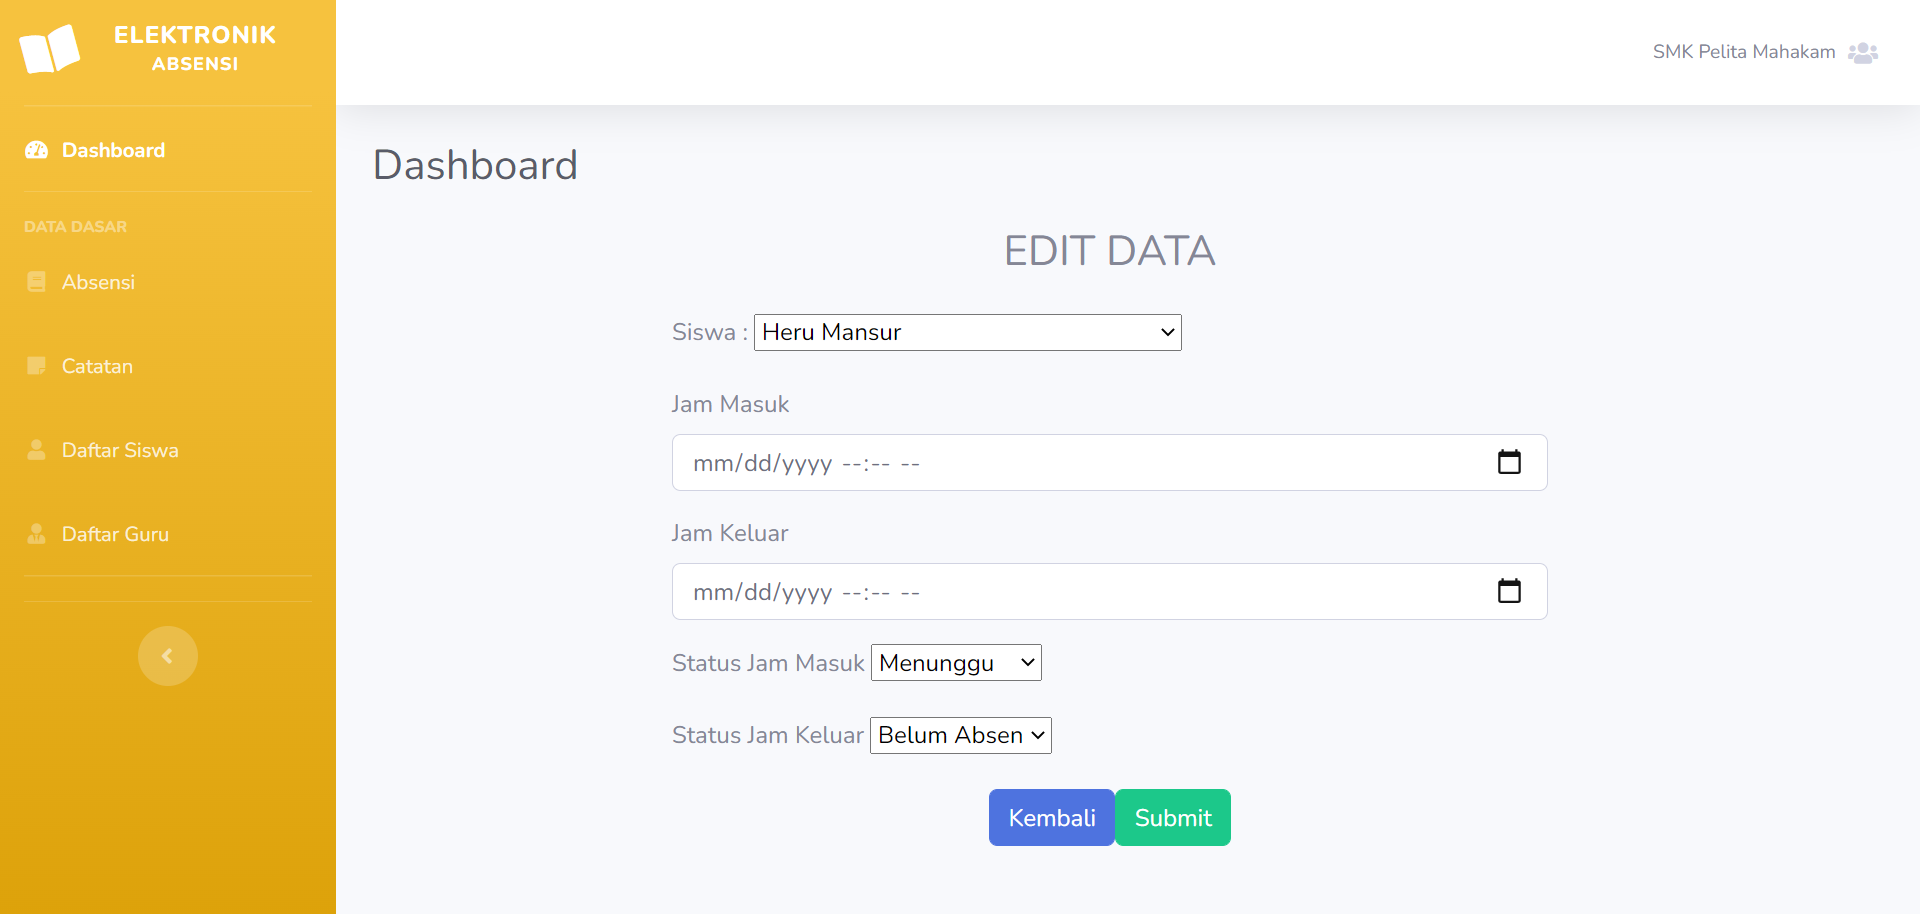 ELEKTRONIK
ABSENSI
SMK Pelita Mahakam
Dashboard
DATA DASAR
Absensi
Catatan
Daftar Siswa
Daftar Guru
Dashboard
EDIT DATA
Siswa : Heru Mansur
Jam Masuk
mm/dd/yyyy --:-- --
Jam Keluar
mm/dd/yyyy --:-- --
Status Jam Masuk Menunggu
Status Jam Keluar Belum Absen
Kembali Submit